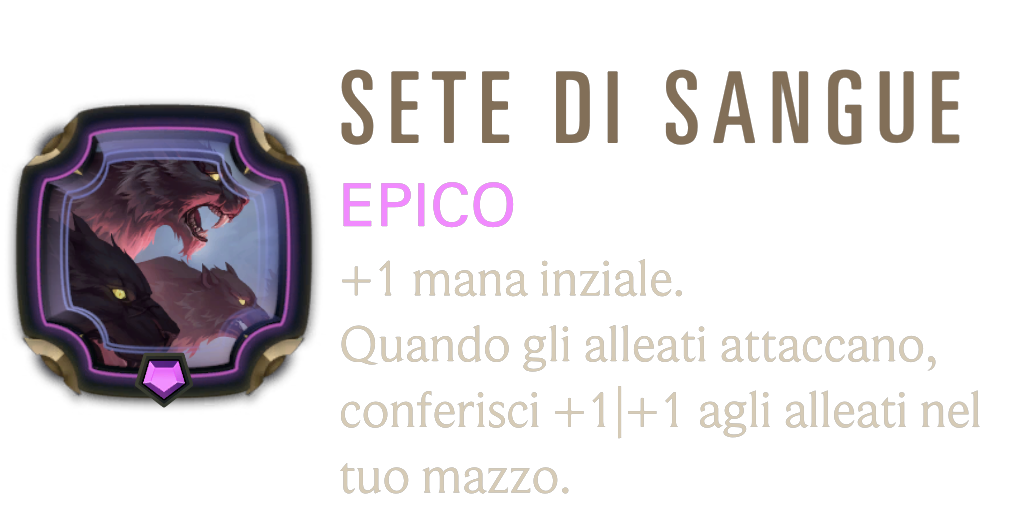 SETE DI SANGUE
EPICO
+1 mana inziale.
Quando gli alleati attaccano,
conferisci +1|+1 agli alleati nel
tuo mazzo.